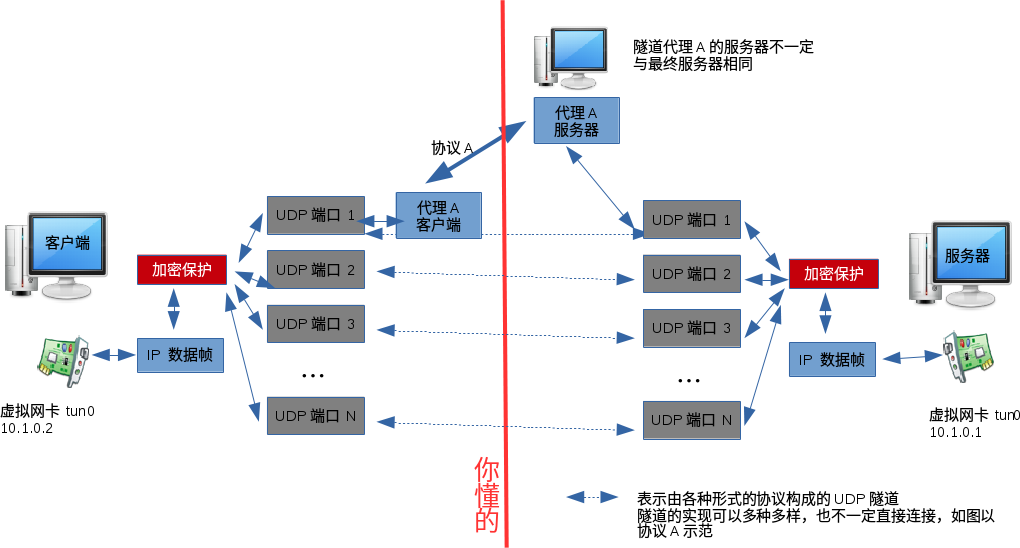 隧道代理 A 的服务器不一定
与最终服务器相同
代理 A
服务器
协议 A
代理 A
客户端
客户端
加密保护
IP 数据帧
虚拟网卡 tun0
10.1.0.2
UDP 端口 1
UDP 端口 2
UDP 端口 3
...
UDP 端口 N
你懂的
UDP 端口 1
UDP 端口 2
UDP 端口 3
...
UDP 端口 N
加密保护
IP 数据帧
服务器
虚拟网卡 tun0
10.1.0.1
表示由各种形式的协议构成的 UDP 隧道
隧道的实现可以多种多样，也不一定直接连接，如图以
协议 A 示范